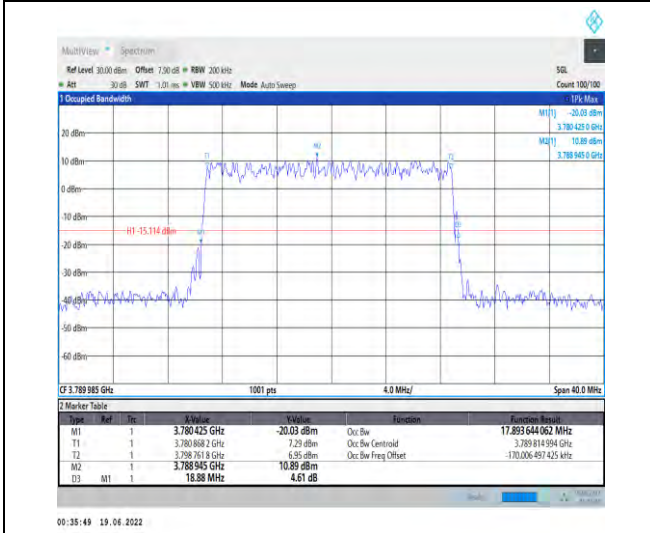 MultiView Spectrum
Ref Level 30.00 dBm Offset 7.90 dB RBW 200 kHz SGL
Att 30 dB SWT 1.01 ms VBW 500 kHz Mode Auto Sweep Count 100/100
1 Occupied Bandwidth 1Pk Max
M1[1] -20.03 dBm
3.780 425 0 GHz
M2[1] 10.89 dBm
3.788 945 0 GHz
20 dBm
M2
T1 T2
10 dBm
0 dBm
-10 dBm
H1 -15.114 dBm
M1
-20 dBm
-30 dBm
-40 dBm
-50 dBm
-60 dBm
CF 3.789 985 GHz 1001 pts 4.0 MHz/ Span 40.0 MHz
2 Marker Table
Type Ref Trc X-Value Y-Value Function Function Result
M1 1 3.780 425 GHz -20.03 dBm Occ Bw 17.893 644 062 MHz
T1 1 3.780 868 2 GHz 7.29 dBm Occ Bw Centroid 3.789 814 994 GHz
T2 1 3.798 761 8 GHz 6.95 dBm Occ Bw Freq Offset -170.006 497 425 kHz
M2 1 3.788 945 GHz 10.89 dBm
D3 M1 1 18.88 MHz 4.61 dB
00:35:49 19.06.2022